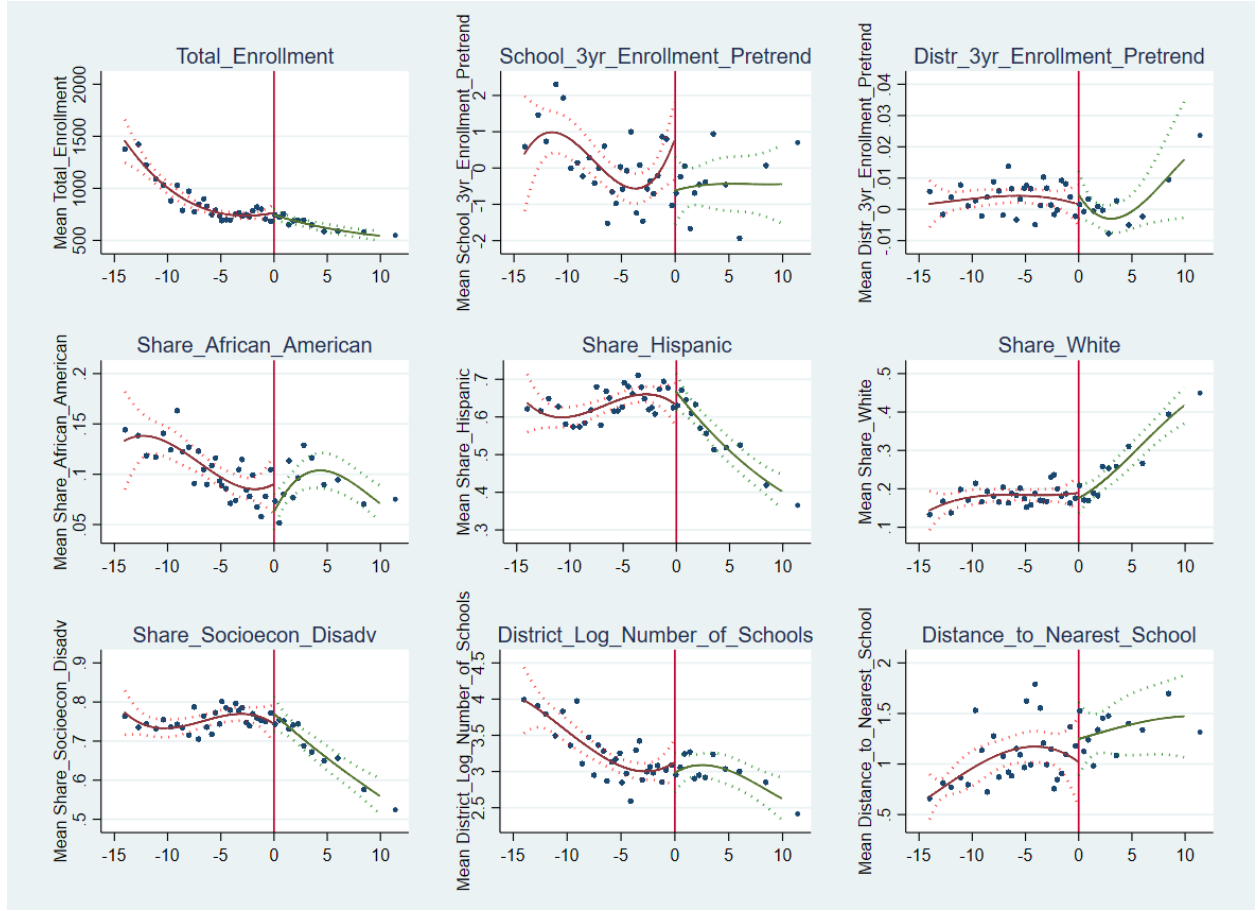 Total_Enrollment
Mean Total_Enrollment
500 1000 1500 2000
-15 -10 -5 0 5 10
School_3yr_Enrollment_Pretrend
Mean School_3yr_Enrollment_Pretrend
-2 -1 0 1 2
-15 -10 -5 0 5 10
Distr_3yr_Enrollment_Pretrend
Mean Distr_3yr_Enrollment_Pretrend
-.01 0 .01 .02 .03 .04
-15 -10 -5 0 5 10
Share_African_American
Mean Share_African_American
.05 .1 .15 .2
-15 -10 -5 0 5 10
Share_Hispanic
Mean Share_Hispanic
.3 .4 .5 .6 .7
-15 -10 -5 0 5 10
Share_White
Mean Share_White
.1 .2 .3 .4 .5
-15 -10 -5 0 5 10
Share_Socioecon_Disadv
Mean Share_Socioecon_Disadv
.5 .6 .7 .8 .9
-15 -10 -5 0 5 10
District_Log_Number_of_Schools
Mean District_Log_Number_of_Schools
2.5 3 3.5 4 4.5
-15 -10 -5 0 5 10
Distance_to_Nearest_School
Mean Distance_to_Nearest_School
.5 1 1.5 2
-15 -10 -5 0 5 10